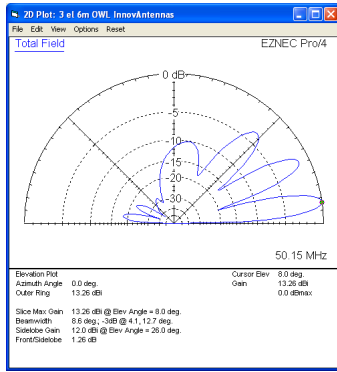 2D Plot: 3 el 6m OWL InnovAntennas
File Edit View Options Reset
Total Field
EZNEC Pro/4
0 dB
-5
-10
-15
-20
-30
50.15 MHz
Elevation Plot
Azimuth Angle 0.0 deg.
Outer Ring 13.26 dBi
Cursor Elev 8.0 deg.
Gain 13.26 dBi
0.0 dBmax
Slice Max Gain 13.26 dBi @ Elev Angle = 8.0 deg.
Beamwidth 8.6 deg.; -3dB @ 4.1, 12.7 deg.
Sidelobe Gain 12.0 dBi @ Elev Angle = 26.0 deg.
Front/Sidelobe 1.26 dB